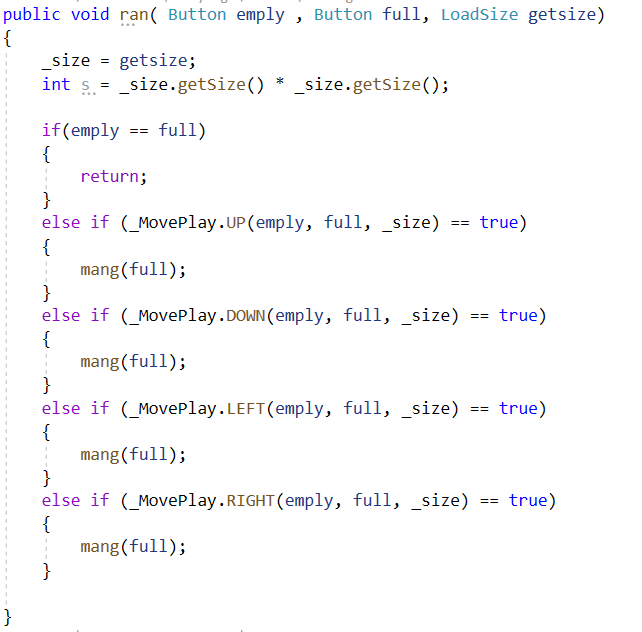 public void ran( Button emply , Button full, LoadSize getsize)
{
_size = getsize;
int s = _size.getSize() * _size.getSize();
if(emply == full)
{
return;
}
else if (_MovePlay.UP(emply, full, _size) == true)
{
mang(full);
}
else if (_MovePlay.DOWN(emply, full, _size) == true)
{
mang(full);
}
else if (_MovePlay.LEFT(emply, full, _size) == true)
{
mang(full);
}
else if (_MovePlay.RIGHT(emply, full, _size) == true)
{
mang(full);
}
}